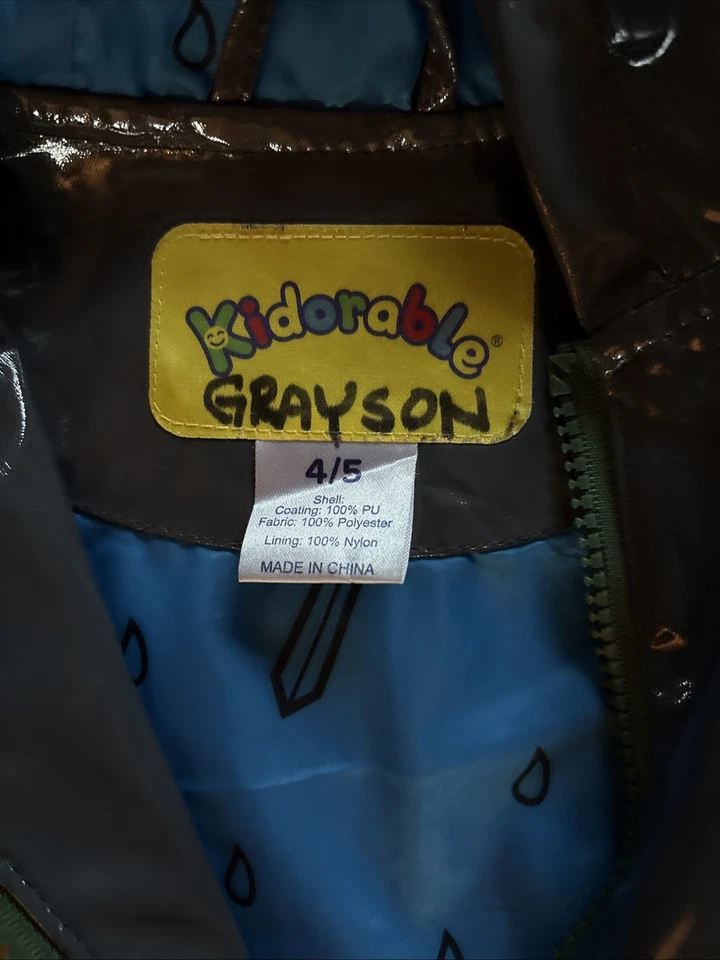 Kidorable®
GRAYSON
4/5
Shell:
Coating: 100% PU
Fabric: 100% Polyester
Lining: 100% Nylon
MADE IN CHINA